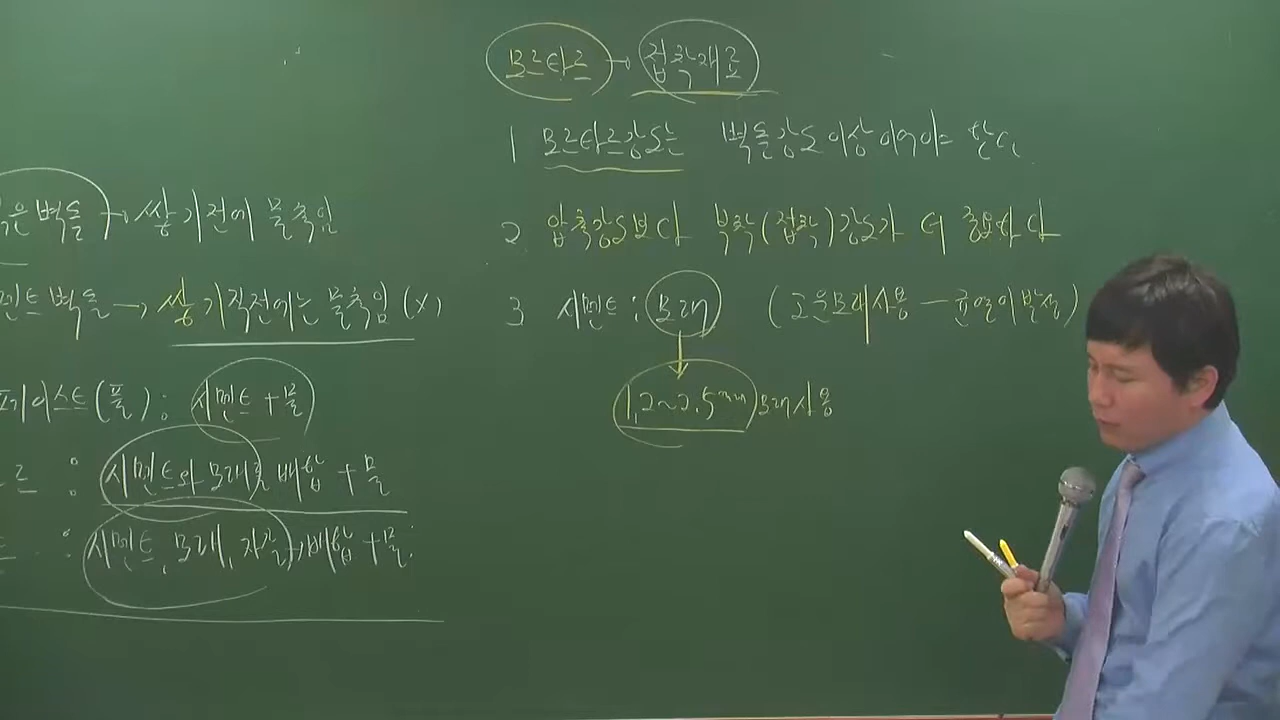 은 벽돌 → 쌓기전에 물축임
멘트 벽돌 → 쌓기직전에는 물축임 (X)
페이스트(풀) : 시멘트 + 물
르 : 시멘트와 모래로 배합 + 물
트 : 시멘트, 모래, 자갈 → 배합 + 물.
모르타르 → 접착재료
1 모르타르강도는 벽돌강도 이상 이어야 한다.
2 압축강도보다 부착(접착)강도가 더 중요하다
3 시멘트 : 모래 (고운모래사용 — 균열이 발생)
1.2~2.5mm 모래사용